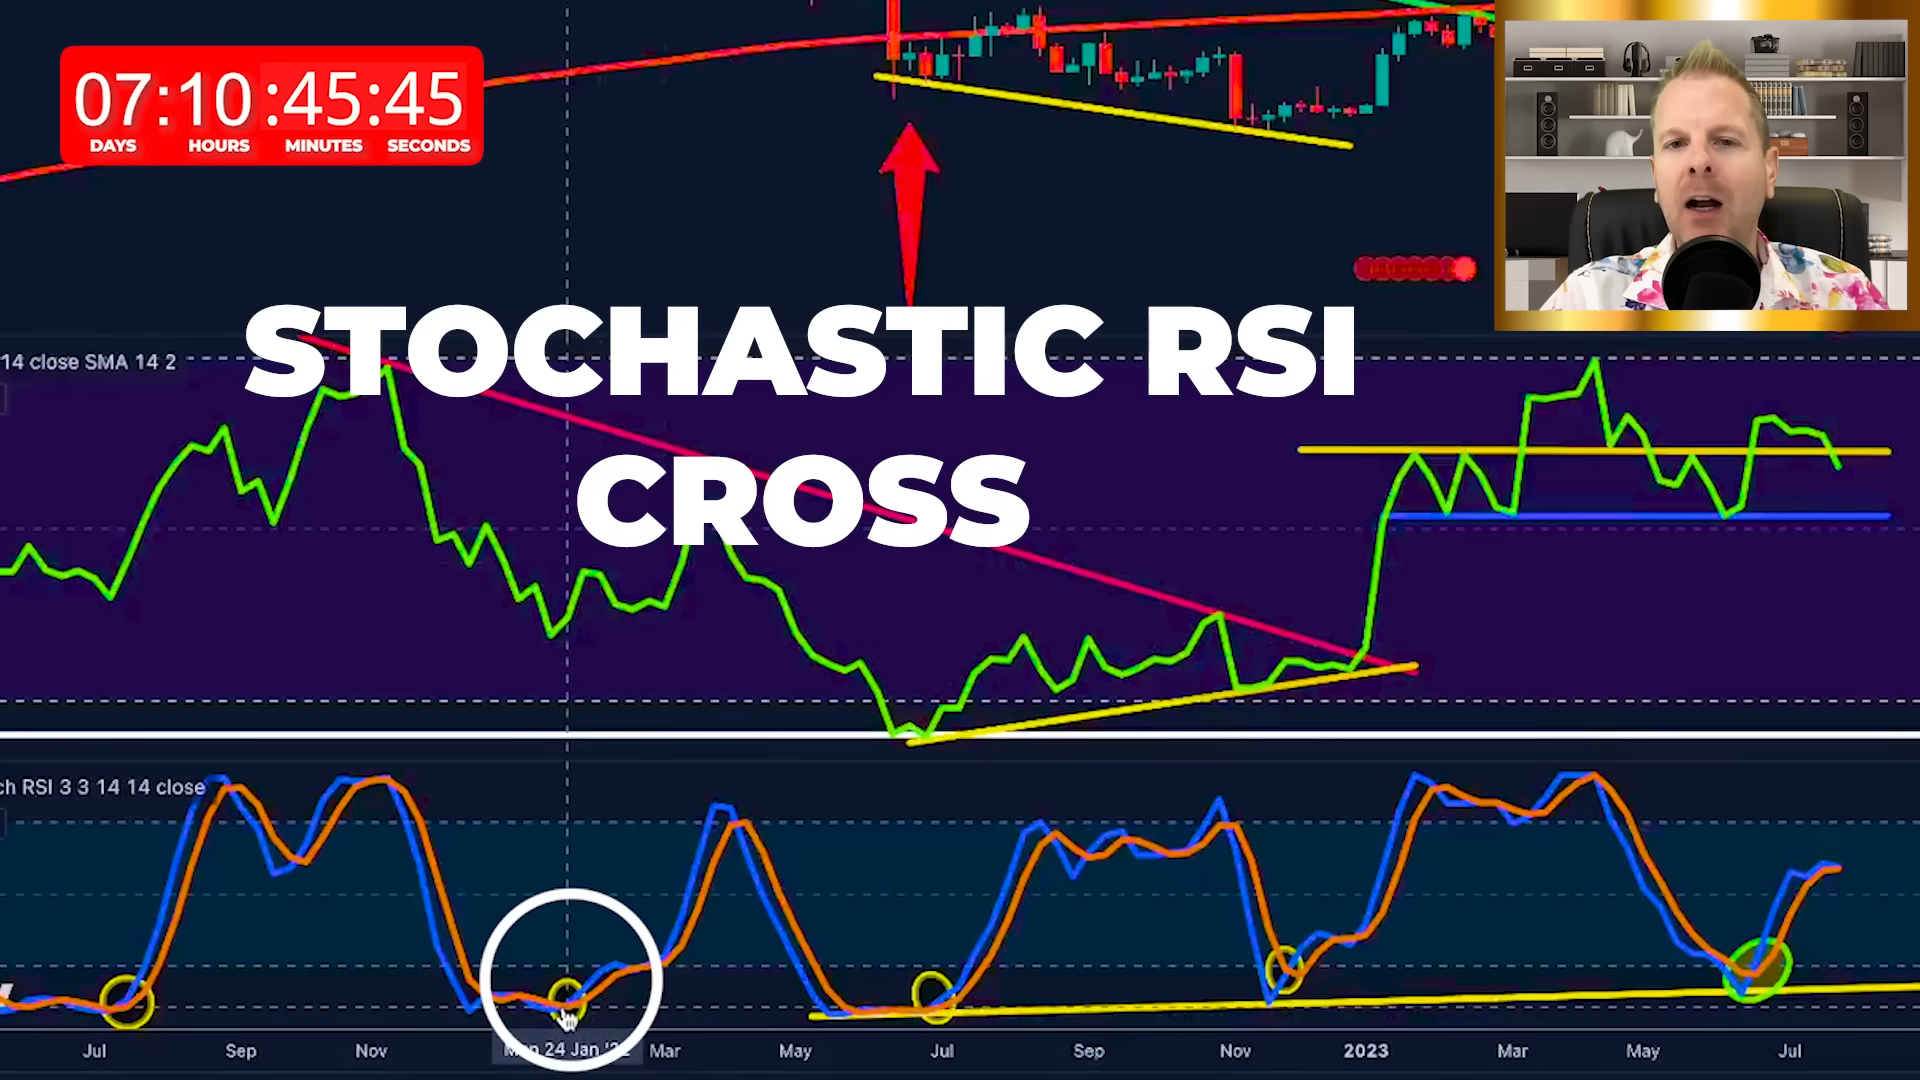 07:10:45:45
DAYS HOURS MINUTES SECONDS
STOCHASTIC RSI
CROSS
14 close SMA 14 2
ch RSI 3 3 14 14 close
Jul Sep Nov 24 Jan Mar May Jul Sep Nov 2023 Mar May Jul